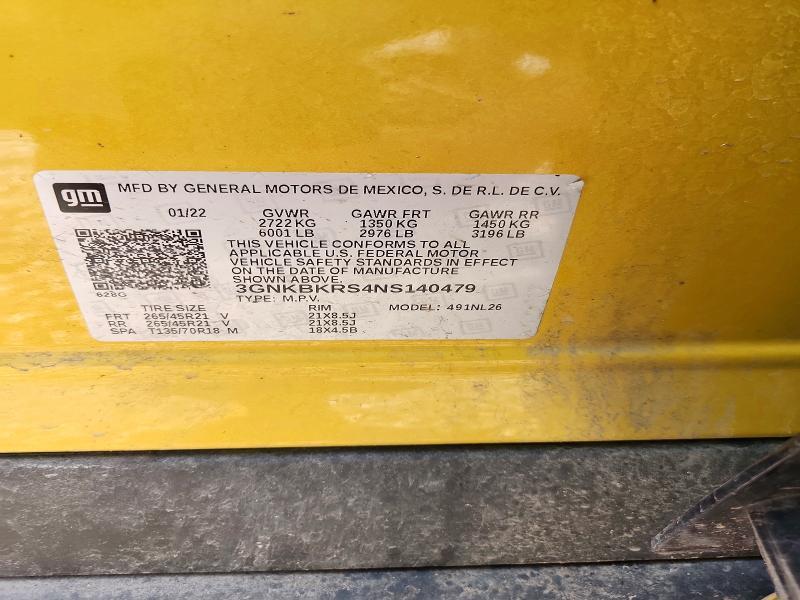 gm MFD BY GENERAL MOTORS DE MEXICO, S. DE R.L. DE C.V.
01/22 GVWR GAWR FRT GAWR RR
2722 KG 1350 KG 1450 KG
6001 LB 2976 LB 3196 LB
THIS VEHICLE CONFORMS TO ALL
APPLICABLE U.S. FEDERAL MOTOR
VEHICLE SAFETY STANDARDS IN EFFECT
ON THE DATE OF MANUFACTURE
SHOWN ABOVE.
3GNKBKRS4NS140479
628G
TYPE: M.P.V.
TIRE SIZE RIM MODEL: 491NL26
FRT 265/45R21 V 21X8.5J
RR 265/45R21 V 21X8.5J
SPA T135/70R18 M 18X4.5B